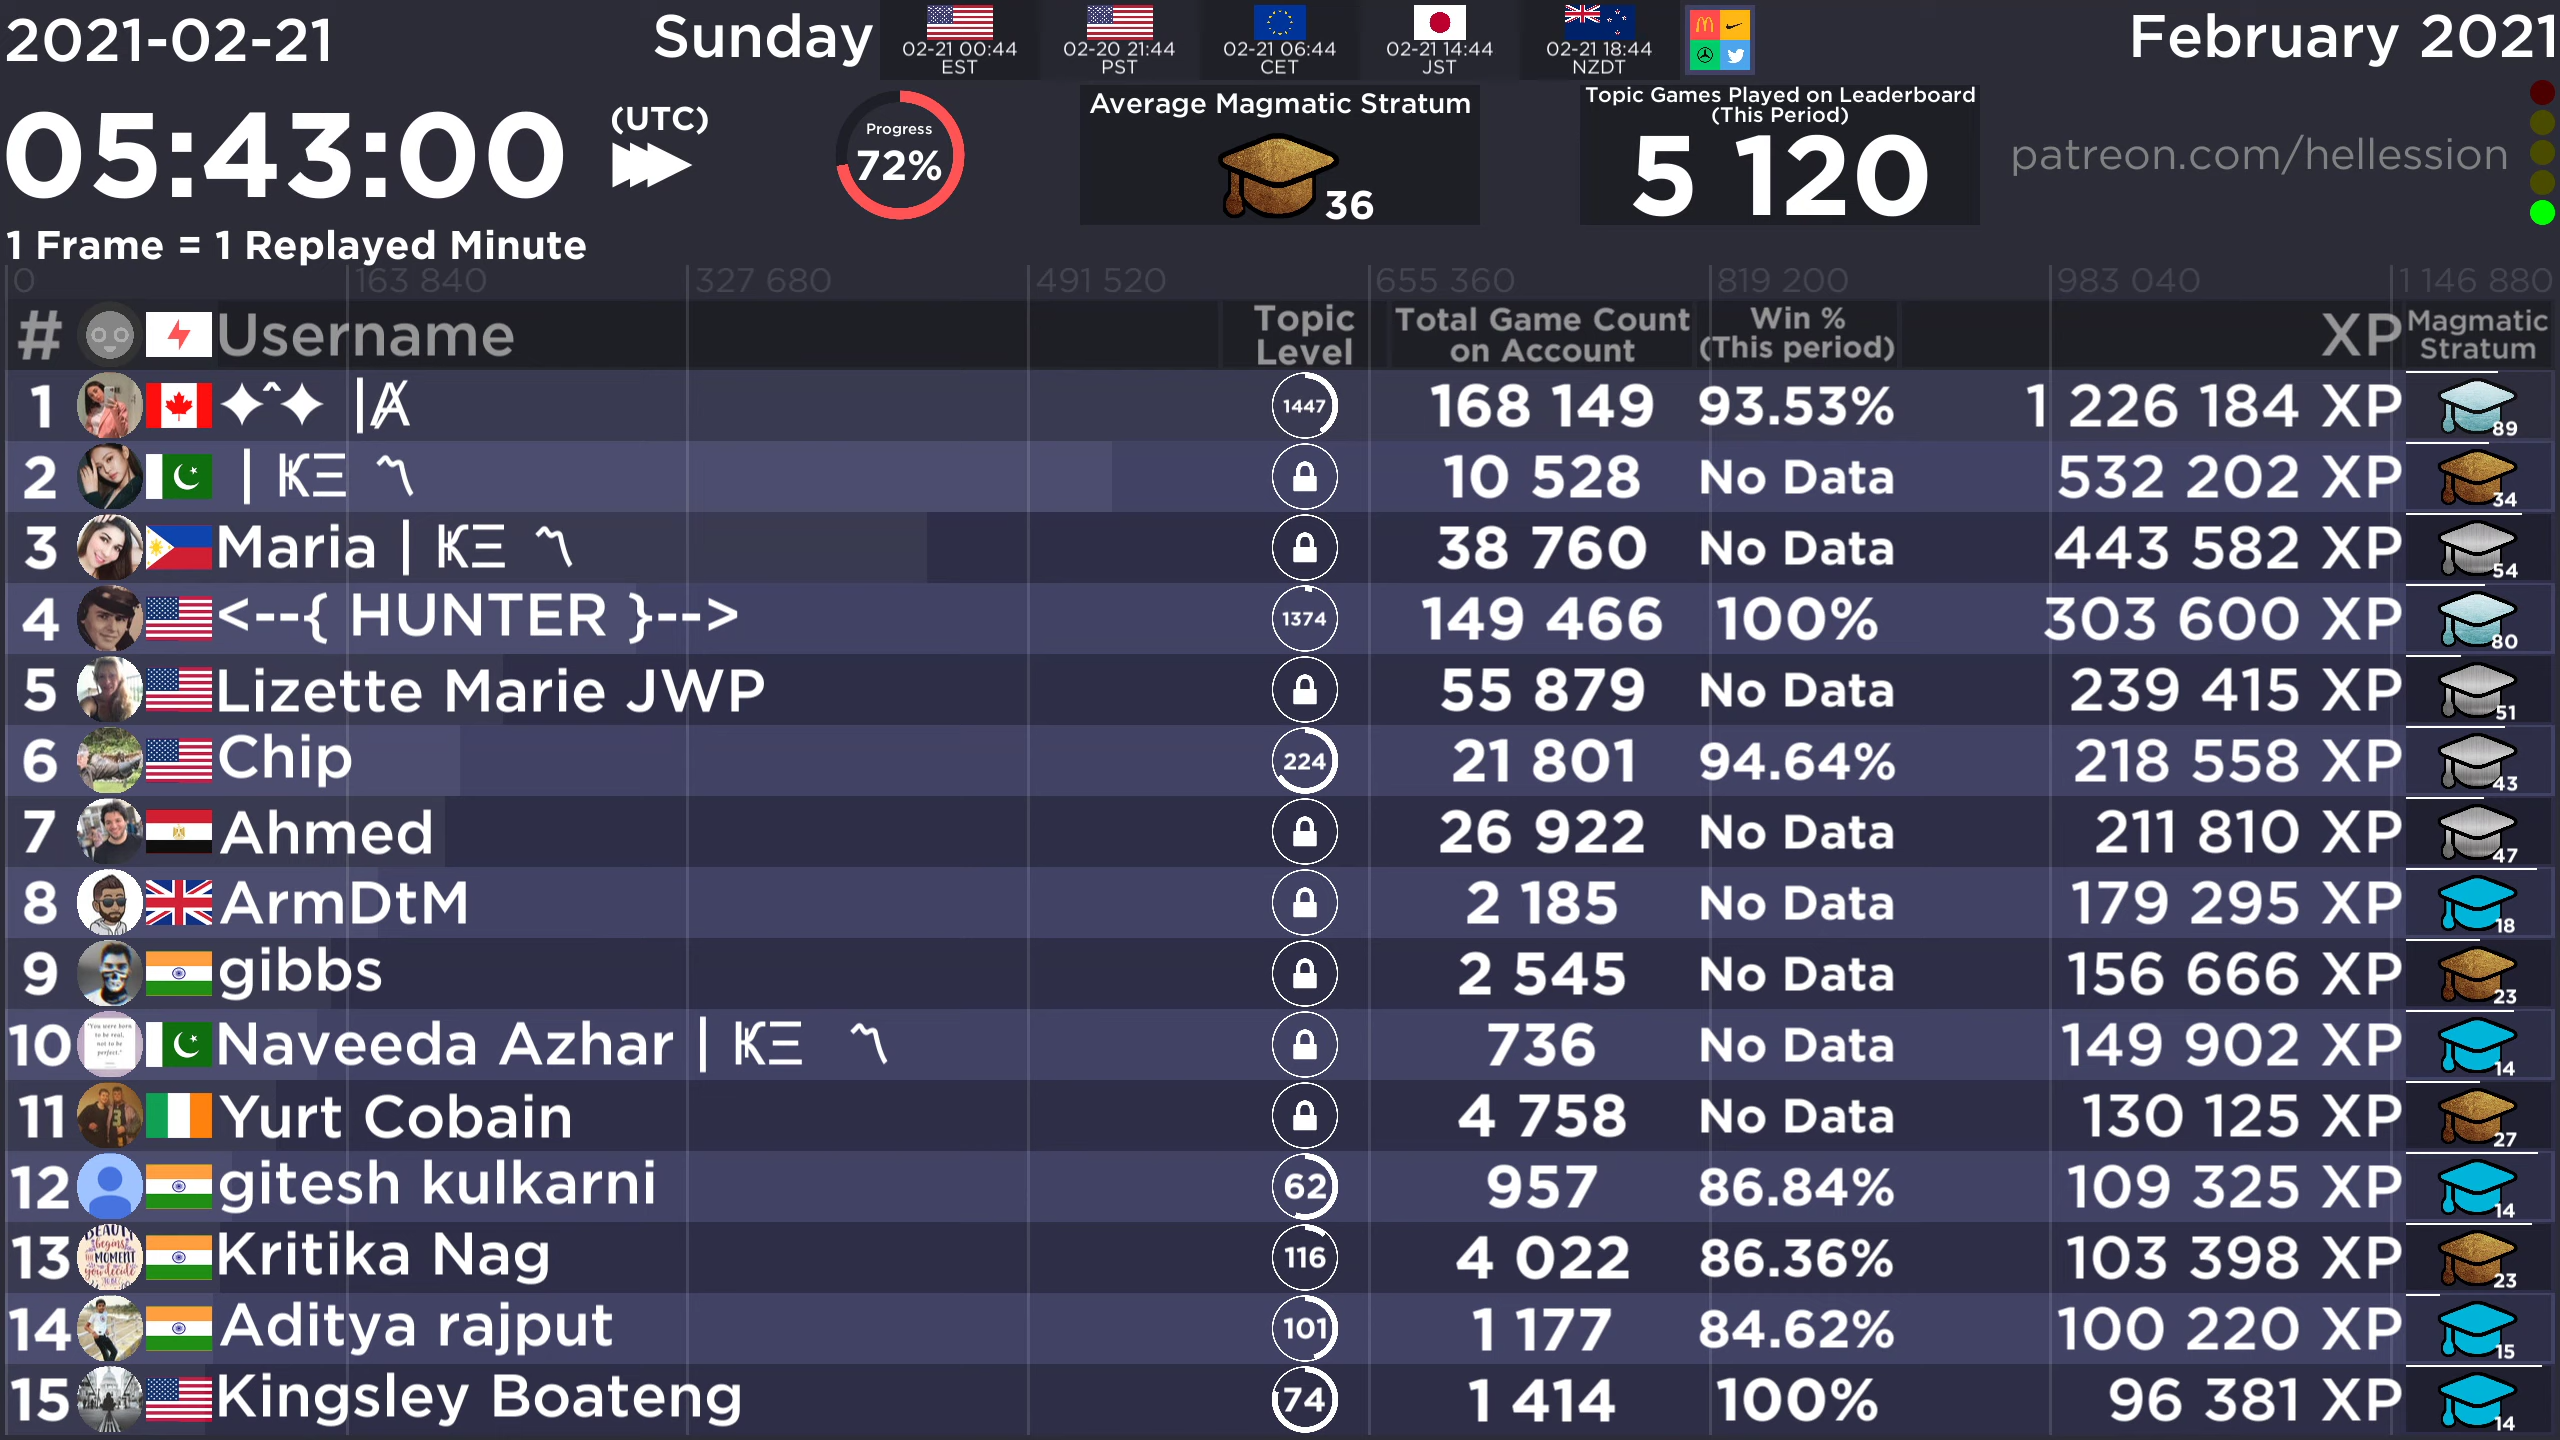 2021-02-21
Sunday
02-21 00:44
EST
02-20 21:44
PST
02-21 06:44
CET
02-21 14:44
JST
02-21 18:44
NZDT
February 2021
05:43:00
(UTC)
Progress
72%
Average Magmatic Stratum
36
Topic Games Played on Leaderboard
(This Period)
5 120
patreon.com/hellession
1 Frame = 1 Replayed Minute
0 163 840 327 680 491 520 655 360 819 200 983 040 1 146 880
# Username Topic Level Total Game Count on Account Win % (This period) XP Magmatic Stratum
1 ✦ˆ✦ |Ⱥ 1447 168 149 93.53% 1 226 184 XP 89
2 | ₭Ξ 10 528 No Data 532 202 XP 34
3 Maria | ₭Ξ 38 760 No Data 443 582 XP 54
4 <--{ HUNTER }--> 1374 149 466 100% 303 600 XP 80
5 Lizette Marie JWP 55 879 No Data 239 415 XP 51
6 Chip 224 21 801 94.64% 218 558 XP 43
7 Ahmed 26 922 No Data 211 810 XP 47
8 ArmDtM 2 185 No Data 179 295 XP 18
9 gibbs 2 545 No Data 156 666 XP 23
10 Naveeda Azhar | ₭Ξ 736 No Data 149 902 XP 14
11 Yurt Cobain 4 758 No Data 130 125 XP 27
12 gitesh kulkarni 62 957 86.84% 109 325 XP 14
13 Kritika Nag 116 4 022 86.36% 103 398 XP 23
14 Aditya rajput 101 1 177 84.62% 100 220 XP 15
15 Kingsley Boateng 74 1 414 100% 96 381 XP 14